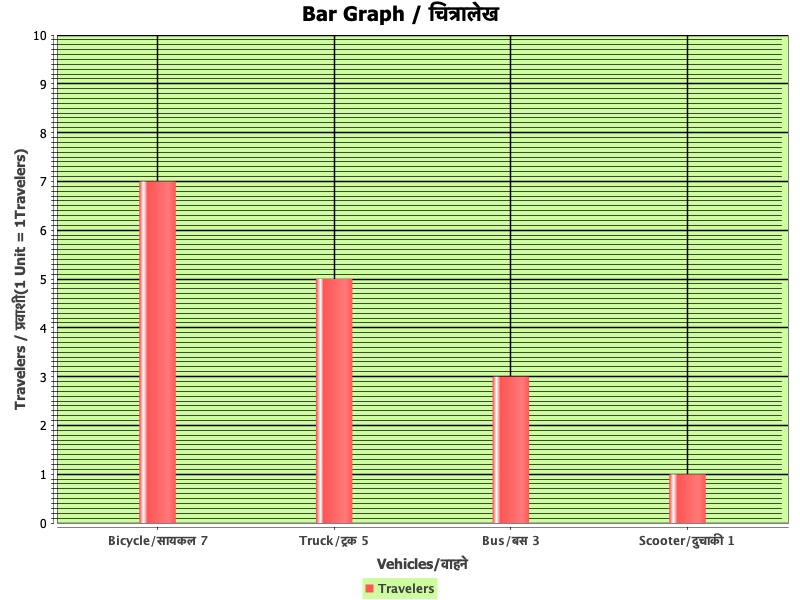 Bar Graph / चित्रालेख
Travelers / प्रवाशी(1 Unit = 1Travelers)
10
9
8
7
6
5
4
3
2
1
0
Bicycle/सायकल 7
Truck/ट्रक 5
Bus/बस 3
Scooter/दुचाकी 1
Vehicles/वाहने
Travelers